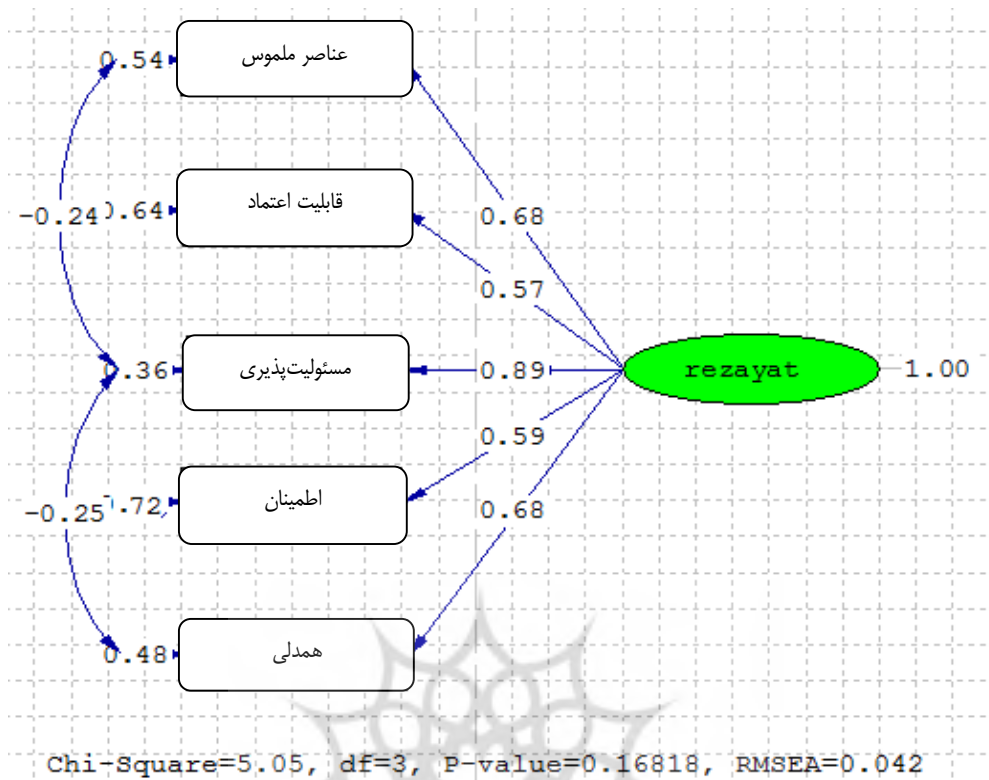 0.54
عناصر ملموس
-0.24
0.64
قابلیت اعتماد
0.68
0.57
0.36
مسئولیت‌پذیری
0.89
rezayat
1.00
0.59
-0.25
0.72
اطمینان
0.68
0.48
همدلی
Chi-Square=5.05, df=3, P-value=0.16818, RMSEA=0.042